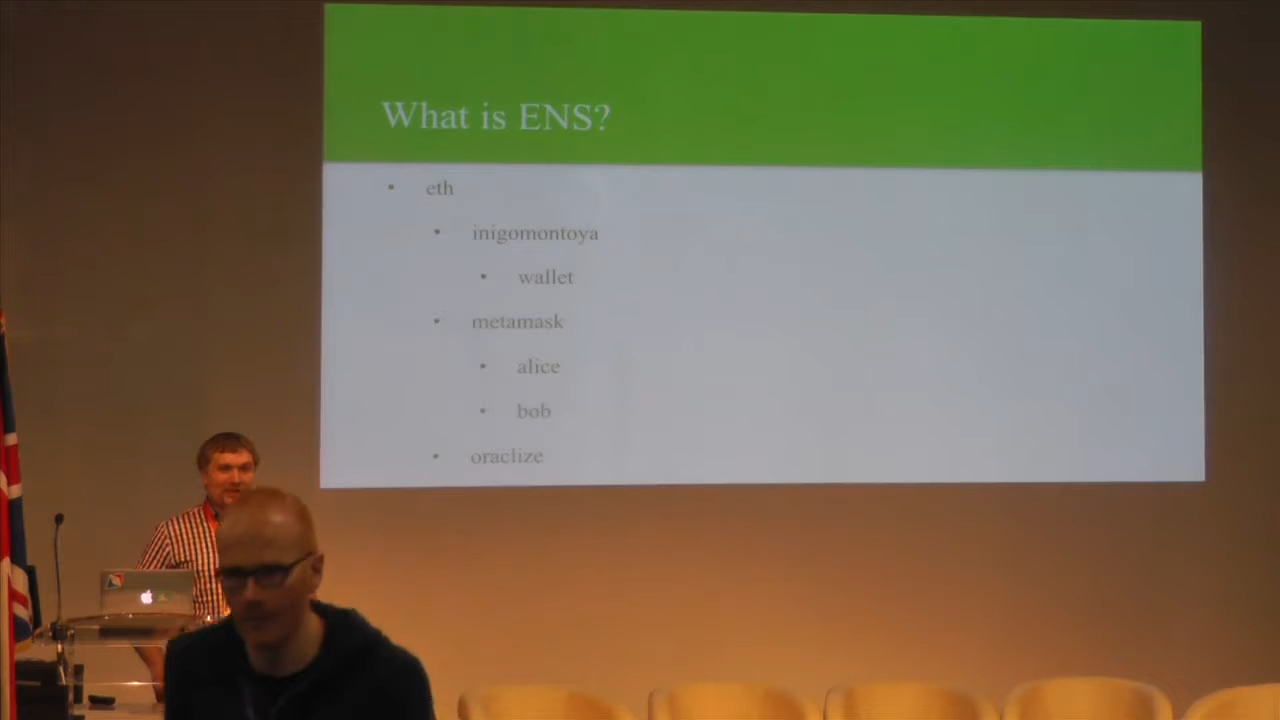 What is ENS?
• eth
• inigomontoya
• wallet
• metamask
• alice
• bob
• oraclize